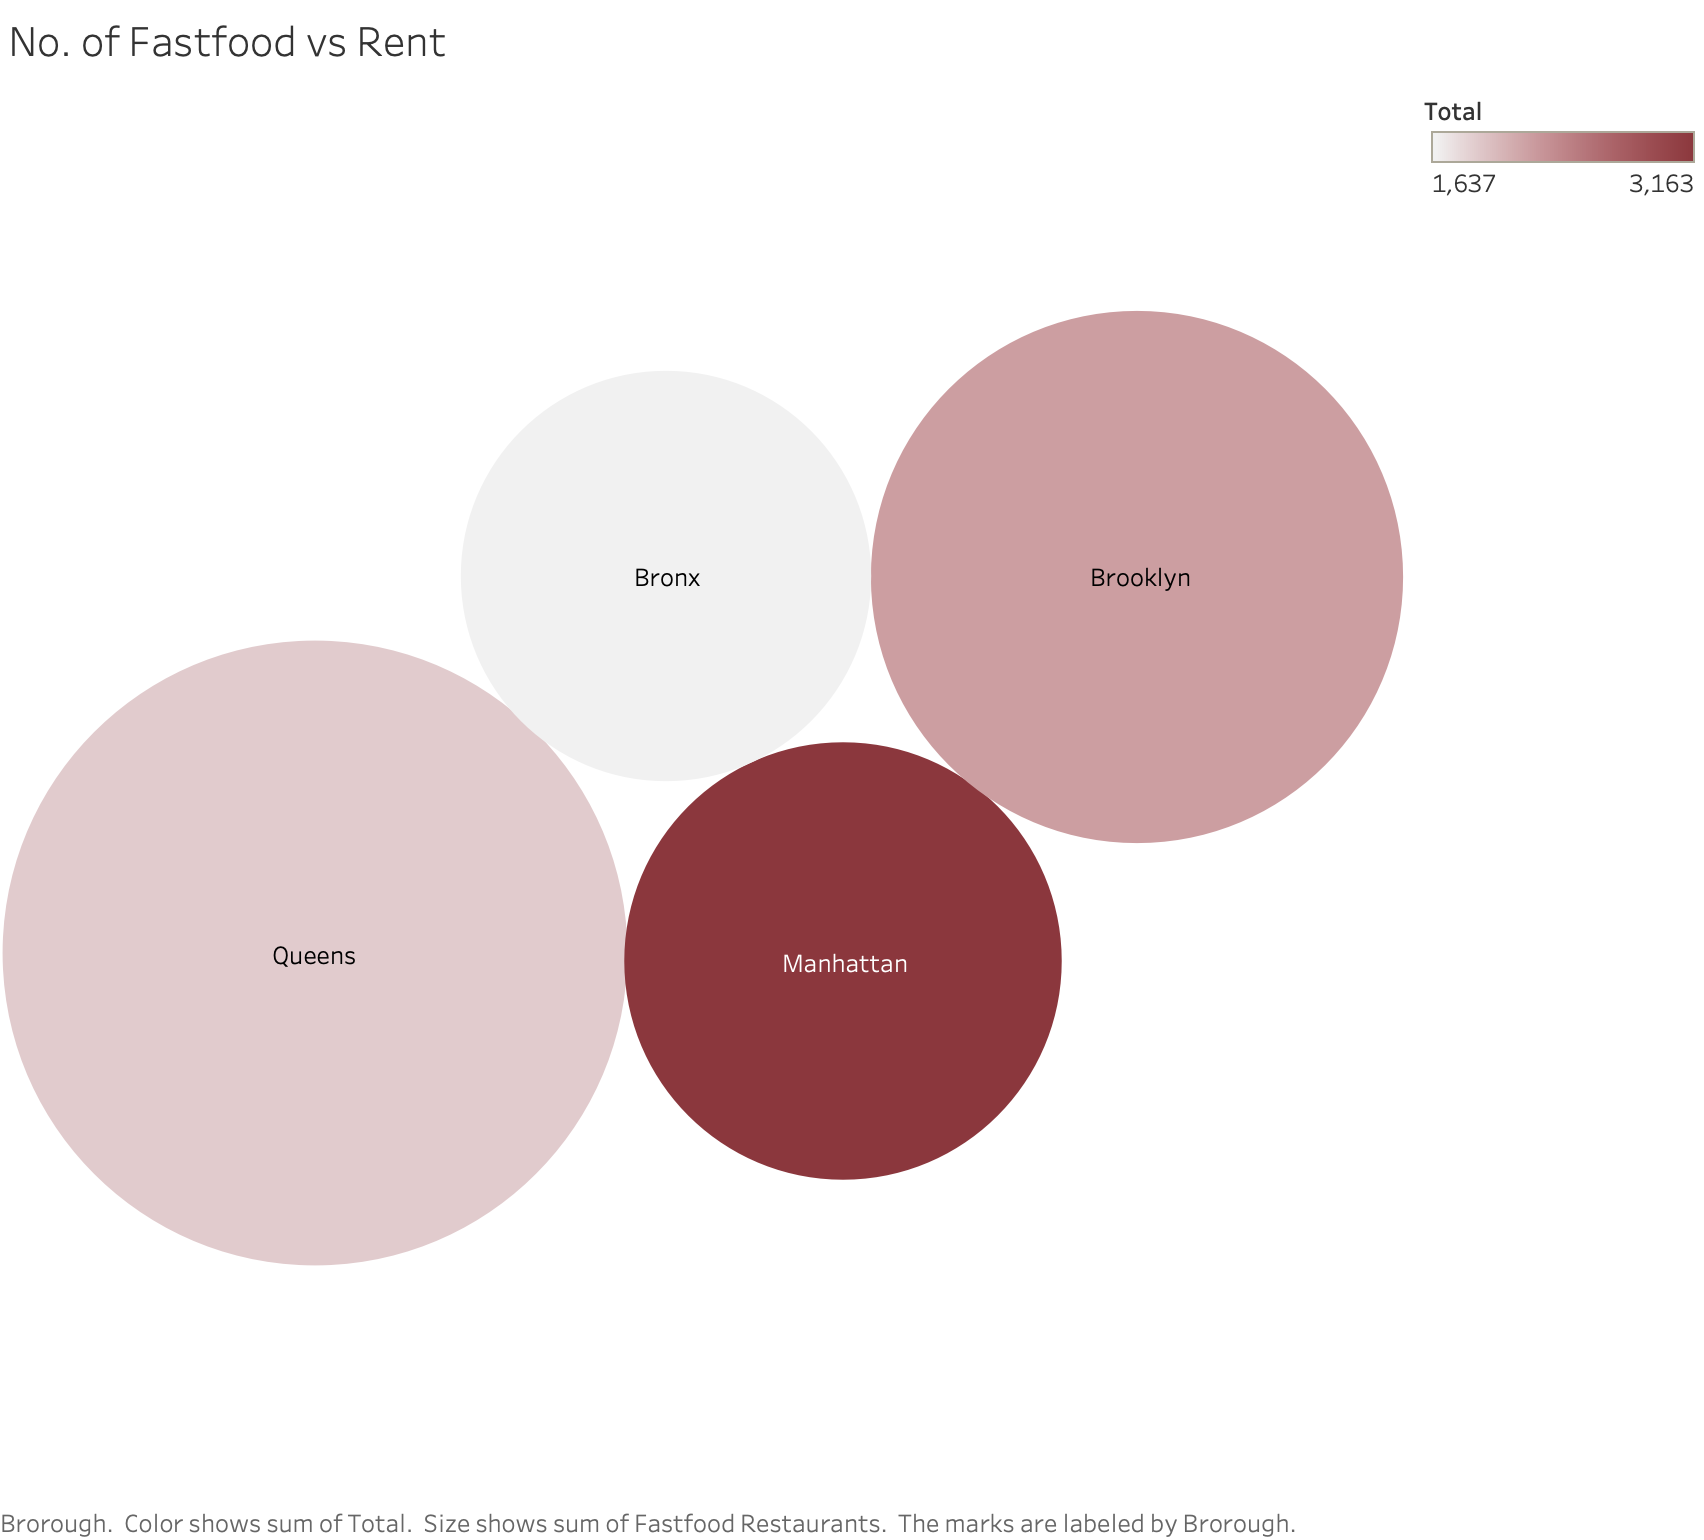 No. of Fastfood vs Rent
Total
1,637 3,163
Bronx
Brooklyn
Queens
Manhattan
Brorough. Color shows sum of Total. Size shows sum of Fastfood Restaurants. The marks are labeled by Brorough.